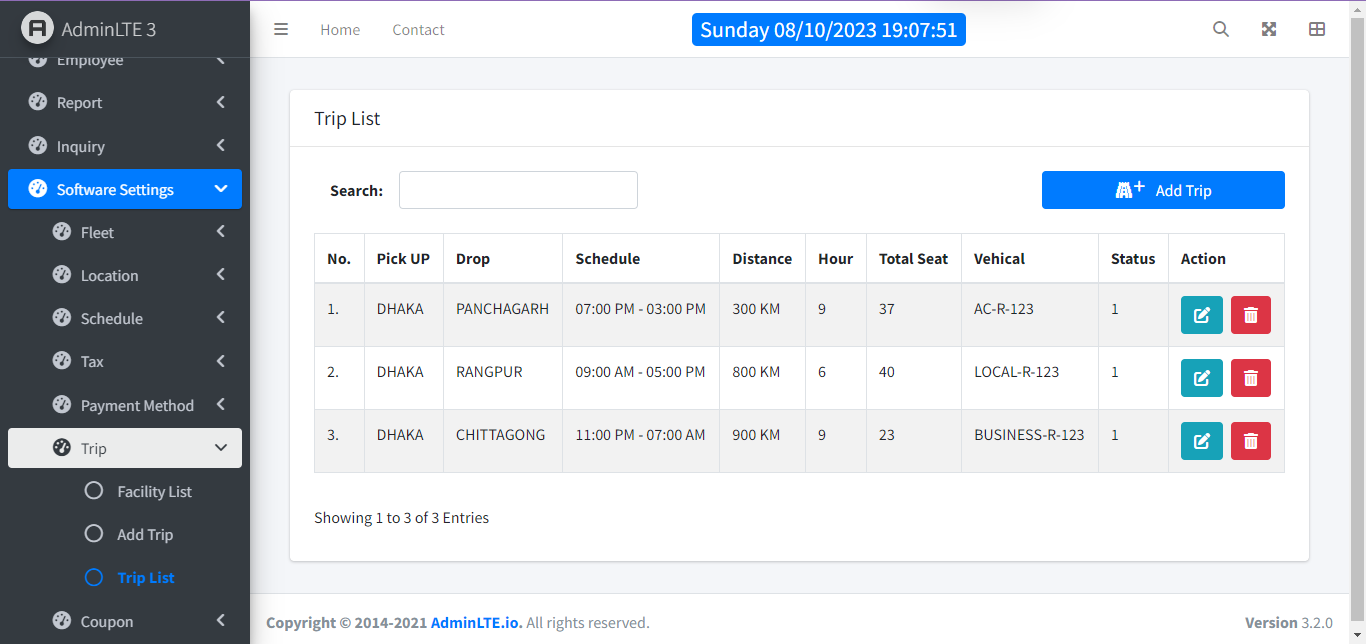 AdminLTE 3
Home Contact
Sunday 08/10/2023 19:07:51
Employee
Report
Inquiry
Software Settings
Fleet
Location
Schedule
Tax
Payment Method
Trip
Facility List
Add Trip
Trip List
Coupon
Trip List
Search:
Add Trip
No. Pick UP Drop Schedule Distance Hour Total Seat Vehical Status Action
1. DHAKA PANCHAGARH 07:00 PM - 03:00 PM 300 KM 9 37 AC-R-123 1
2. DHAKA RANGPUR 09:00 AM - 05:00 PM 800 KM 6 40 LOCAL-R-123 1
3. DHAKA CHITTAGONG 11:00 PM - 07:00 AM 900 KM 9 23 BUSINESS-R-123 1
Showing 1 to 3 of 3 Entries
Copyright © 2014-2021 AdminLTE.io. All rights reserved.
Version 3.2.0